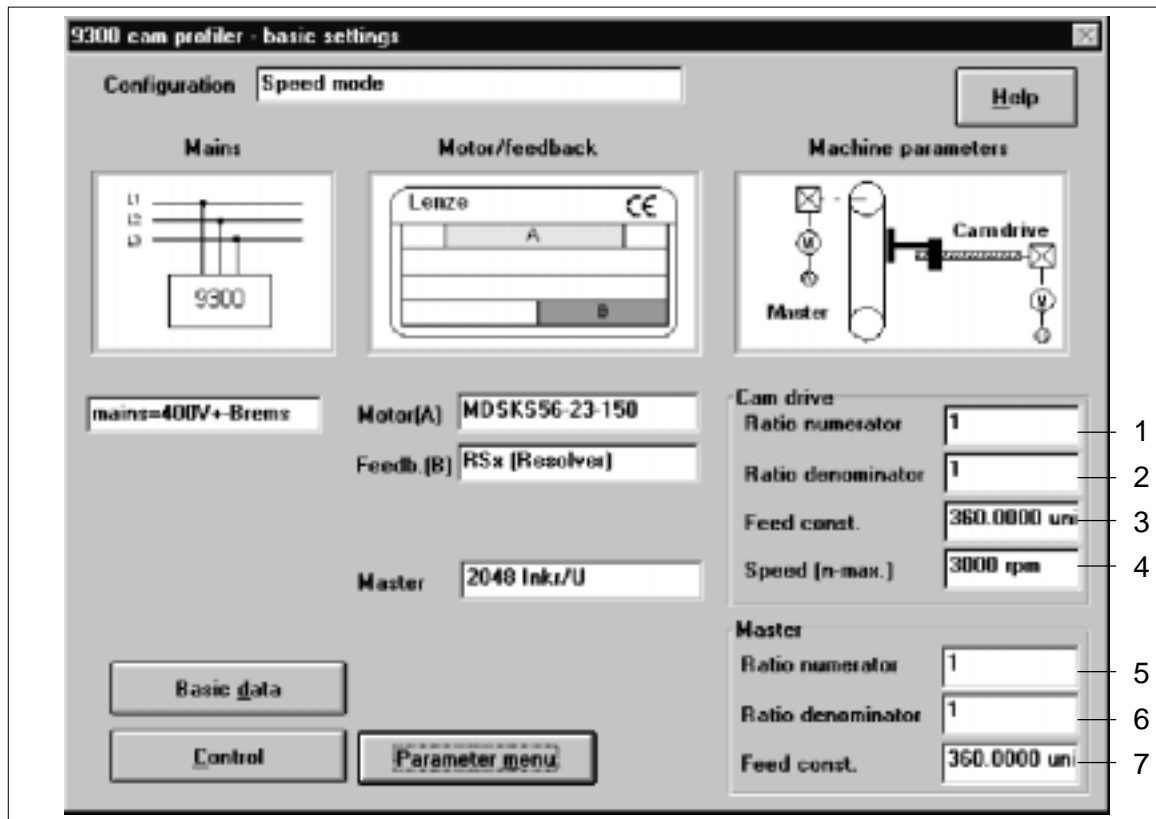 9300 cam profiler - basic settings
Configuration Speed mode
Help
Mains Motor/feedback Machine parameters
L1
L2
L3
9300
Lenze CE
A
B
M
Master
Cam drive
M
mains=400V+-Brems
Motor(A) MDSKS56-23-150
Feedb.(B) RSx (Resolver)
Master 2048 Inkr/U
Cam drive
Ratio numerator 1 1
Ratio denominator 1 2
Feed const. 360.0000 uni 3
Speed (n-max.) 3000 rpm 4
Master
Ratio numerator 1 5
Ratio denominator 1 6
Feed const. 360.0000 uni 7
Basic data
Control
Parameter menu